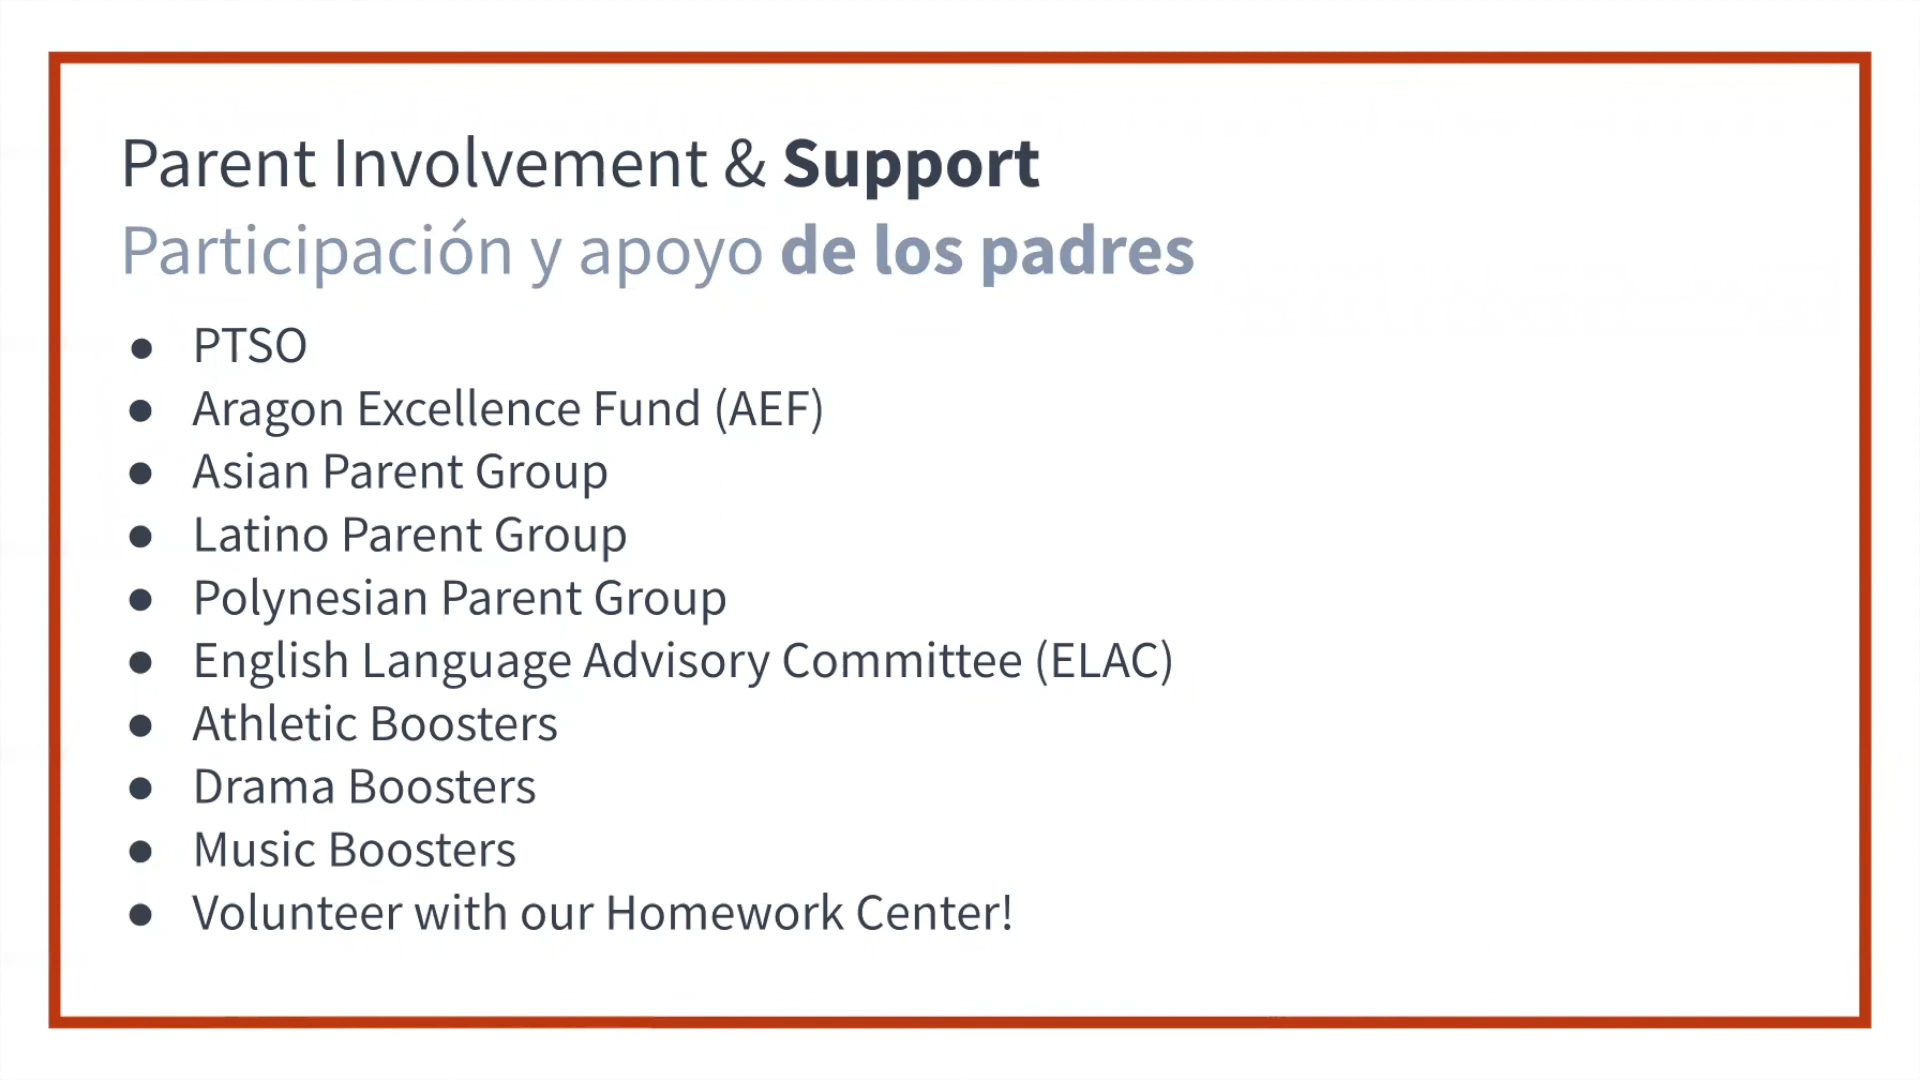 Parent Involvement & Support
Participación y apoyo de los padres
● PTSO
● Aragon Excellence Fund (AEF)
● Asian Parent Group
● Latino Parent Group
● Polynesian Parent Group
● English Language Advisory Committee (ELAC)
● Athletic Boosters
● Drama Boosters
● Music Boosters
● Volunteer with our Homework Center!